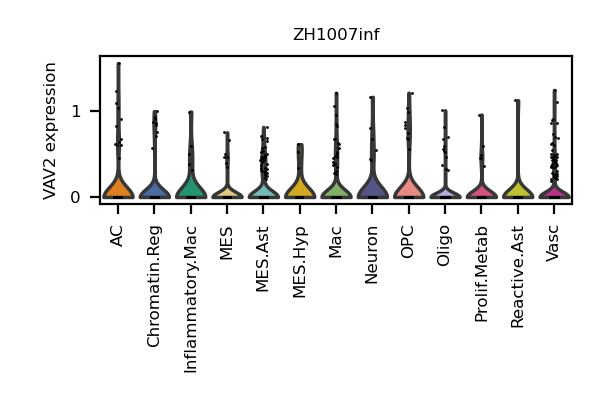 ZH1007inf
VAV2 expression
1
0
AC
Chromatin.Reg
Inflammatory.Mac
MES
MES.Ast
MES.Hyp
Mac
Neuron
OPC
Oligo
Prolif.Metab
Reactive.Ast
Vasc